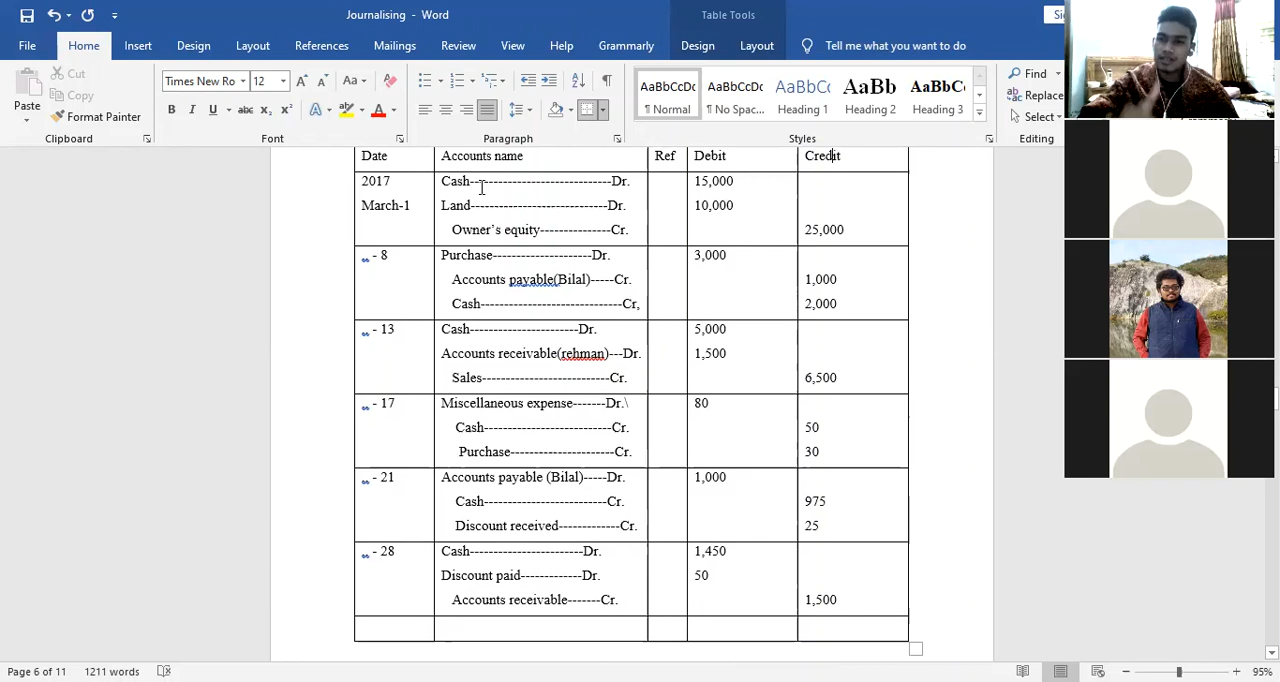 Journalising - Word
Table Tools
File Home Insert Design Layout References Mailings Review View Help Grammarly Design Layout Tell me what you want to do
Paste
Cut
Copy
Format Painter
Times New Ro 12
Aa
B I U abc x₂ x² A A
AaBbCcDc AaBbCcDc AaBbC AaBb AaBbC
¶ Normal ¶ No Spac... Heading 1 Heading 2 Heading 3
Find
Replace
Select
Clipboard Font Paragraph Styles Editing
Date Accounts name Ref Debit Credit
2017 Cash---------------------------Dr. 15,000
March-1 Land---------------------------Dr. 10,000
Owner’s equity---------------Cr. 25,000
“ - 8 Purchase---------------------Dr. 3,000
Accounts payable(Bilal)-----Cr. 1,000
Cash----------------------------Cr, 2,000
“ - 13 Cash-----------------------Dr. 5,000
Accounts receivable(rehman)---Dr. 1,500
Sales--------------------------Cr. 6,500
“ - 17 Miscellaneous expense-------Dr.\ 80
Cash--------------------------Cr. 50
Purchase----------------------Cr. 30
“ - 21 Accounts payable (Bilal)-----Dr. 1,000
Cash--------------------------Cr. 975
Discount received-------------Cr. 25
“ - 28 Cash------------------------Dr. 1,450
Discount paid-------------Dr. 50
Accounts receivable-------Cr. 1,500
Page 6 of 11 1211 words 95%